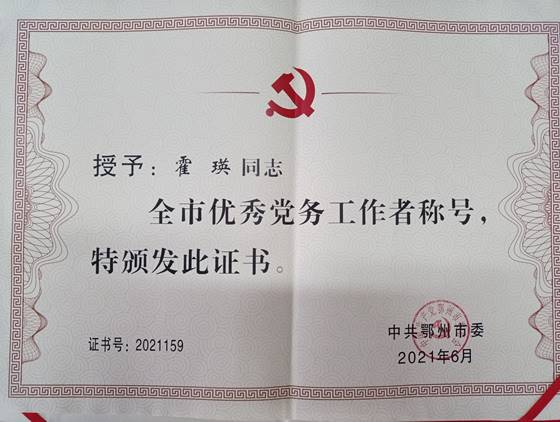 授予：霍 瑛 同志
全市优秀党务工作者称号，
特颁发此证书。
证书号：2021159
中共鄂州市委
2021年6月